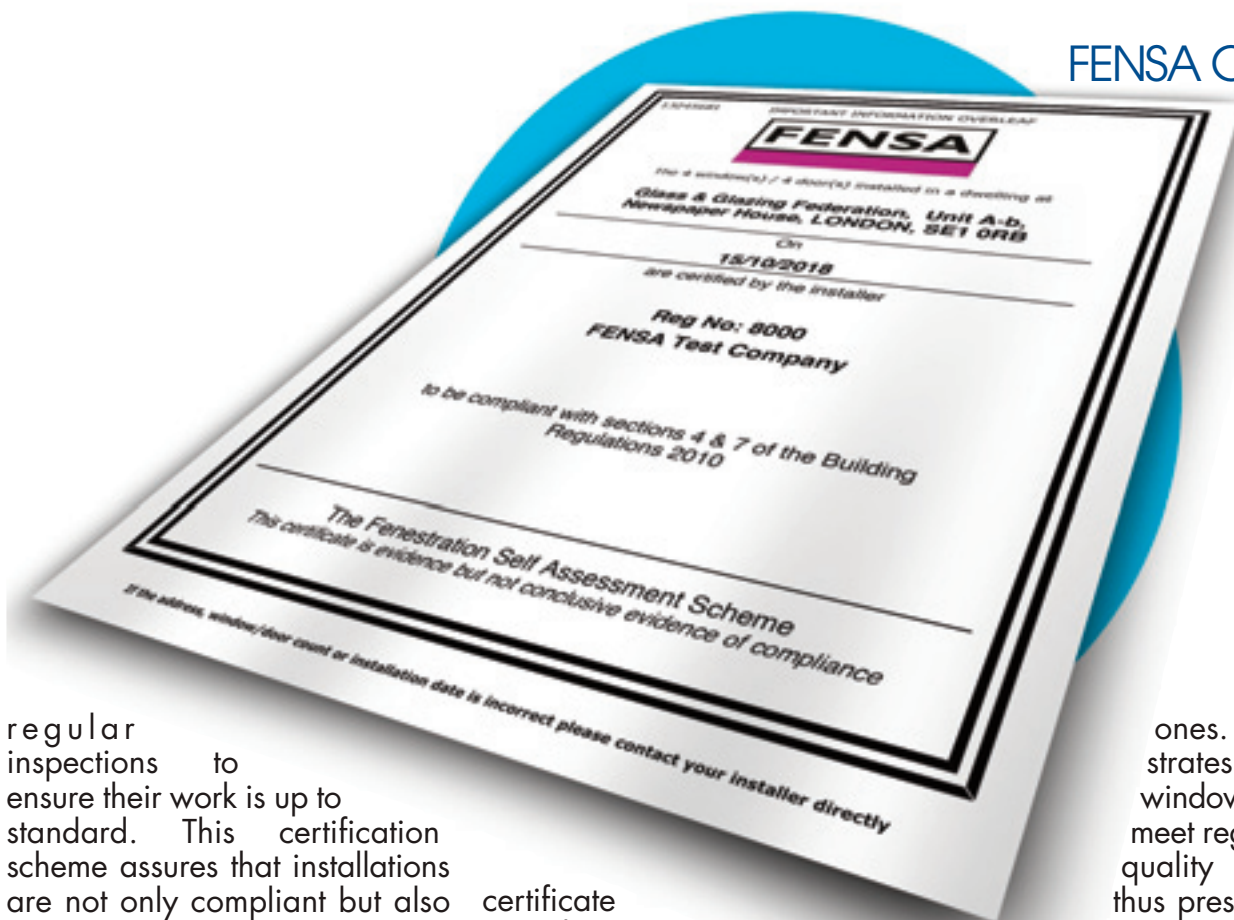 FENSA C
IMPORTANT INFORMATION OVERLEAF
FENSA
The 4 window(s) / 4 door(s) installed in a dwelling at
Glass & Glazing Federation, Unit A-b,
Newspaper House, LONDON, SE1 0RB
On
15/10/2018
are certified by the installer
Reg No: 8000
FENSA Test Company
to be compliant with sections 4 & 7 of the Building
Regulations 2010
The Fenestration Self Assessment Scheme
This certificate is evidence but not conclusive evidence of compliance
If the address, window/door count or installation date is incorrect please contact your installer directly
regular
inspections to
ensure their work is up to
standard. This certification
scheme assures that installations
are not only compliant but also
certificate
ones.
strates
window
meet reg
quality
thus pres